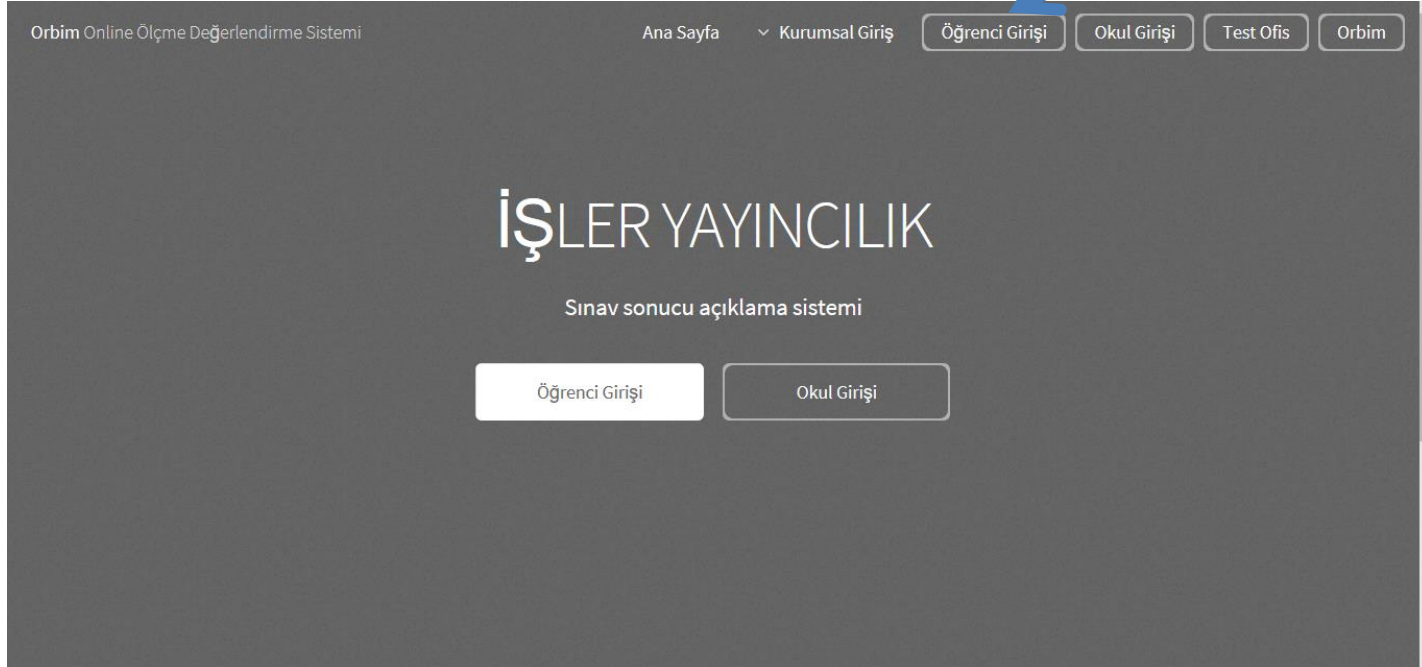 Orbim Online Ölçme Değerlendirme Sistemi Ana Sayfa Kurumsal Giriş Öğrenci Girişi Okul Girişi Test Ofis Orbim
İŞLER YAYINCILIK
Sınav sonucu açıklama sistemi
Öğrenci Girişi Okul Girişi